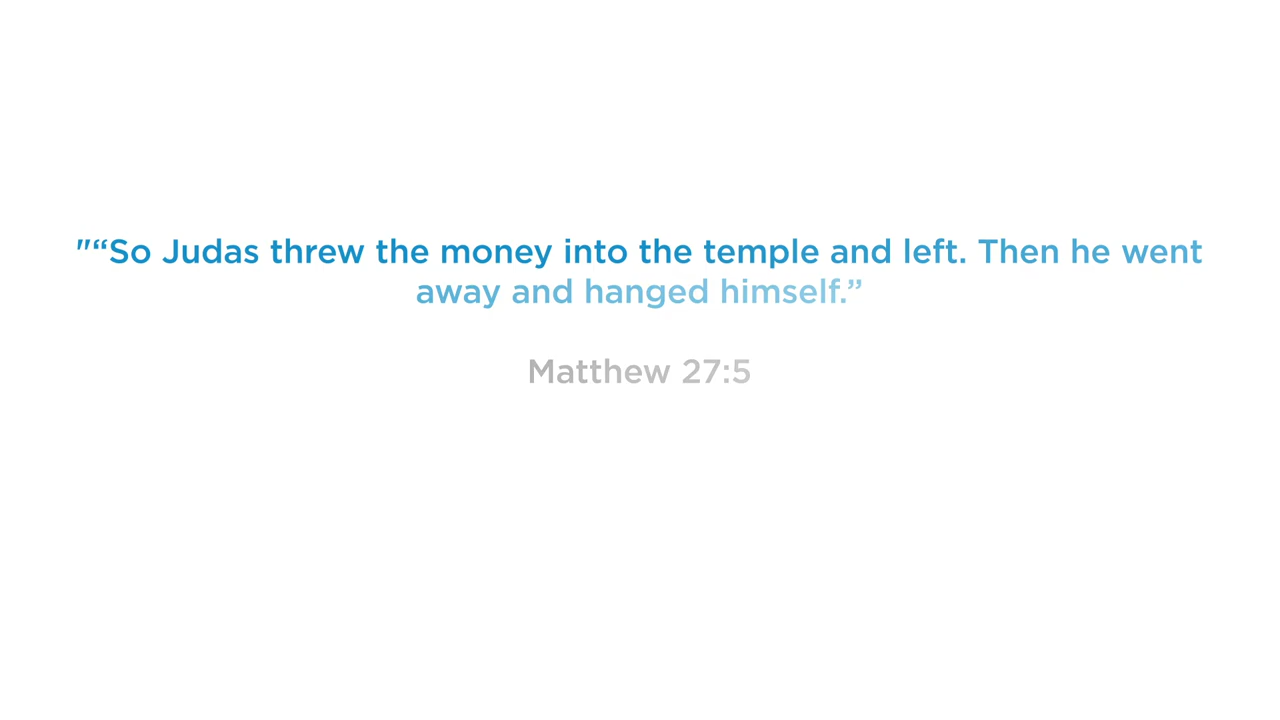 "“So Judas threw the money into the temple and left. Then he went
away and hanged himself.”
Matthew 27:5